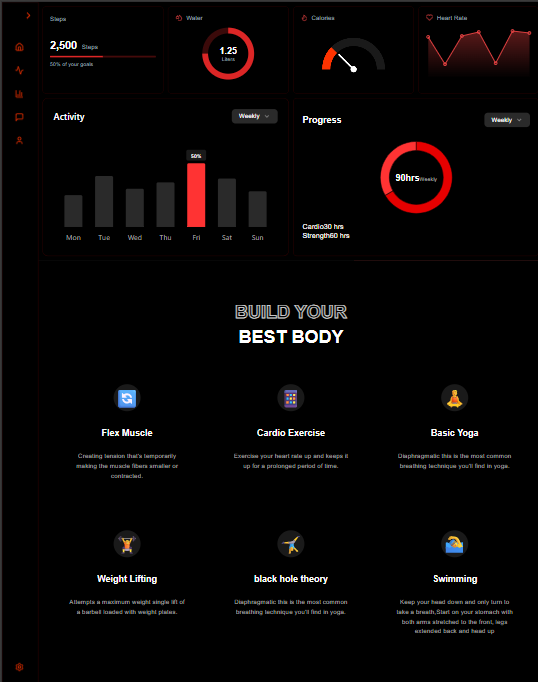 Steps
2,500 Steps
50% of your goals
Water
1.25
Liters
Calories
Heart Rate
Activity
Weekly
50%
Mon Tue Wed Thu Fri Sat Sun
Progress
Weekly
90hrsWeekly
Cardio30 hrs
Strength60 hrs
BUILD YOUR
BEST BODY
Flex Muscle
Creating tension that's temporarily
making the muscle fibers smaller or
contracted.
Cardio Exercise
Exercise your heart rate up and keeps it
up for a prolonged period of time.
Basic Yoga
Diaphragmatic this is the most common
breathing technique you'll find in yoga.
Weight Lifting
Attempts a maximum weight single lift of
a barbell loaded with weight plates.
black hole theory
Diaphragmatic this is the most common
breathing technique you'll find in yoga.
Swimming
Keep your head down and only turn to
take a breath,Start on your stomach with
both arms stretched to the front, legs
extended back and head up